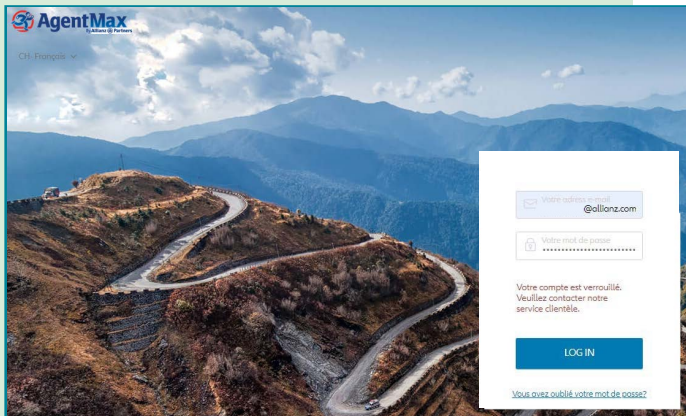 AgentMax
By Allianz Partners
CH- Français
Votre adress e-mail
@allianz.com
Votre mot de passe
Votre compte est verrouillé.
Veuillez contacter notre
service clientèle.
LOG IN
Vous avez oublié votre mot de passe?